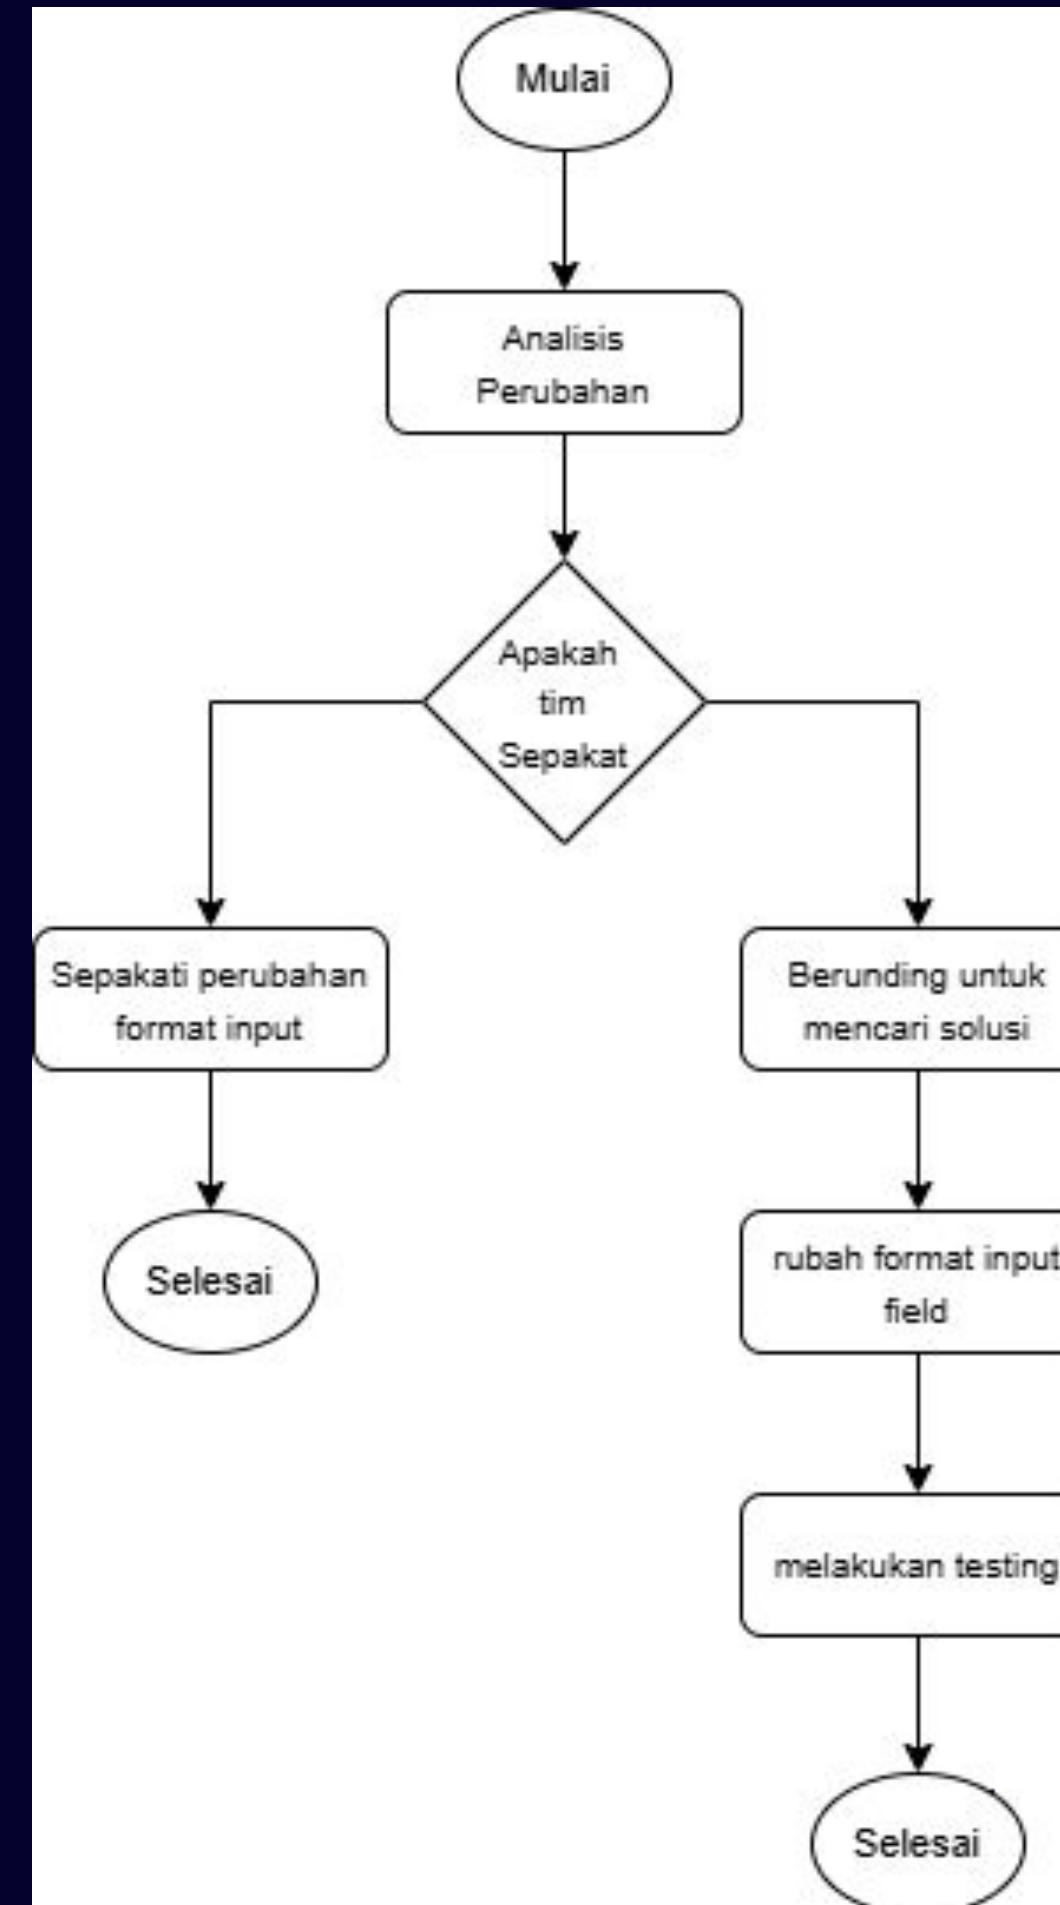 Mulai
Analisis
Perubahan
Apakah
tim
Sepakat
Sepakati perubahan
format input
Berunding untuk
mencari solusi
Selesai
rubah format input
field
melakukan testing
Selesai